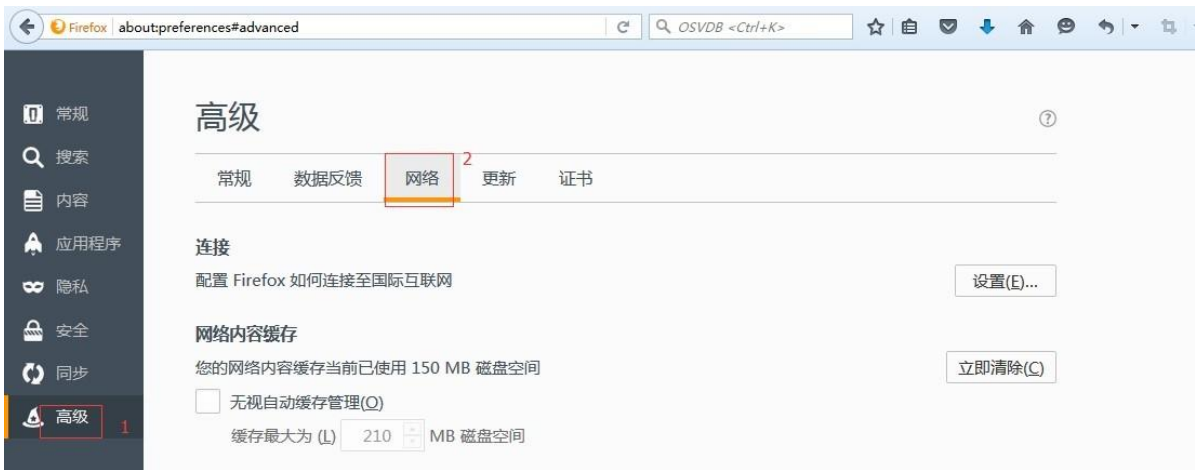 Firefox about:preferences#advanced OSVDB <Ctrl+K>
常规
搜索
内容
应用程序
隐私
安全
同步
高级 1
高级
常规 数据反馈 网络 2 更新 证书
连接
配置 Firefox 如何连接至国际互联网 设置(E)...
网络内容缓存
您的网络内容缓存当前已使用 150 MB 磁盘空间 立即清除(C)
无视自动缓存管理(O)
缓存最大为 (L) 210 MB 磁盘空间